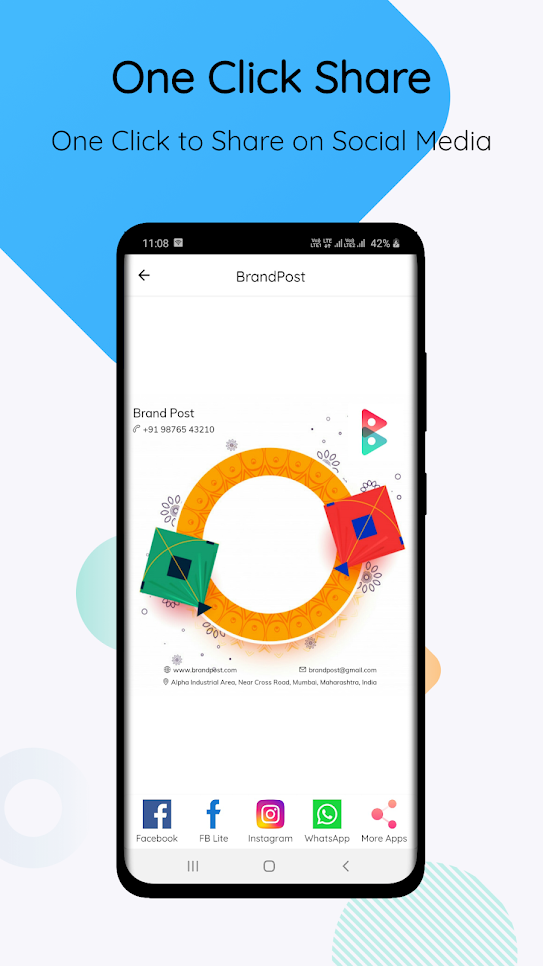 One Click Share
One Click to Share on Social Media
11:08
42%
BrandPost
Brand Post
+91 98765 43210
www.brandpost.com
brandpost@gmail.com
Alpha Industrial Area, Near Cross Road, Mumbai, Maharashtra, India
Facebook FB Lite Instagram WhatsApp More Apps